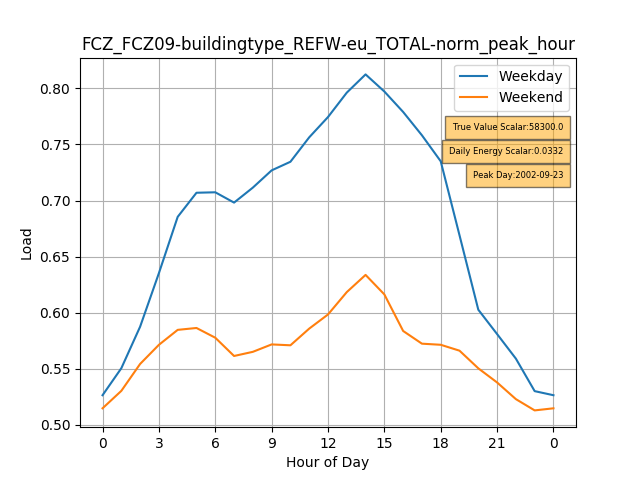 FCZ_FCZ09-buildingtype_REFW-eu_TOTAL-norm_peak_hour
Weekday
Weekend
True Value Scalar:58300.0
Daily Energy Scalar:0.0332
Peak Day:2002-09-23
0.80
0.75
0.70
0.65
0.60
0.55
0.50
Load
0 3 6 9 12 15 18 21 0
Hour of Day